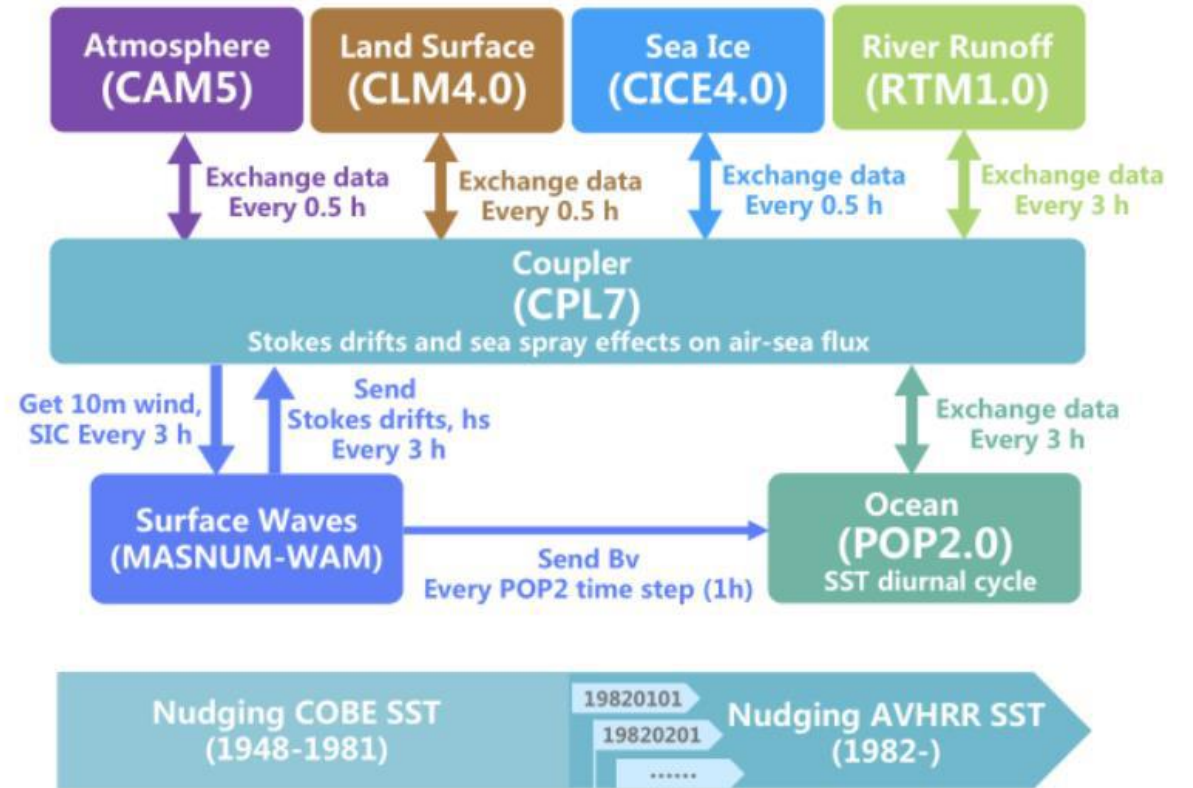 Atmosphere
(CAM5)
Land Surface
(CLM4.0)
Sea Ice
(CICE4.0)
River Runoff
(RTM1.0)
Exchange data
Every 0.5 h
Exchange data
Every 0.5 h
Exchange data
Every 0.5 h
Exchange data
Every 3 h
Coupler
(CPL7)
Stokes drifts and sea spray effects on air-sea flux
Get 10m wind,
SIC Every 3 h
Send
Stokes drifts, hs
Every 3 h
Exchange data
Every 3 h
Surface Waves
(MASNUM-WAM)
Send Bv
Every POP2 time step (1h)
Ocean
(POP2.0)
SST diurnal cycle
Nudging COBE SST
(1948-1981)
19820101
19820201
......
Nudging AVHRR SST
(1982-)